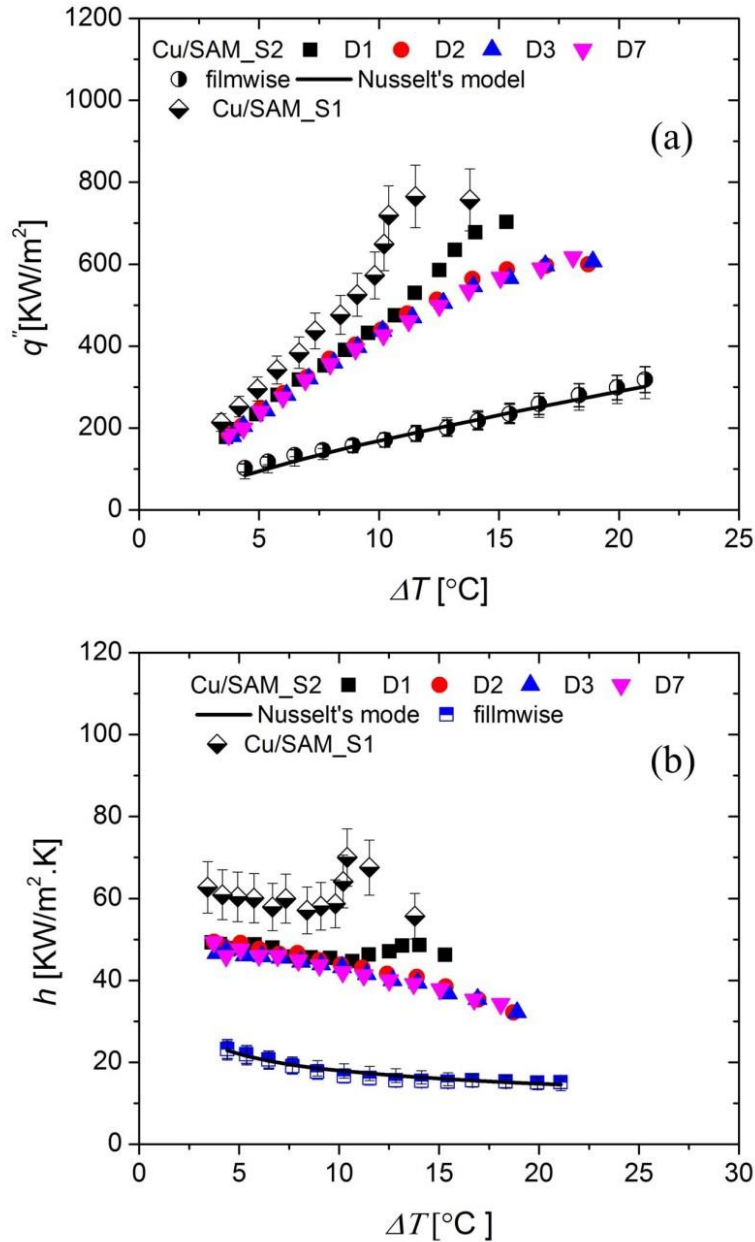 1200
Cu/SAM_S2 D1 D2 D3 D7
filmwise Nusselt's model
1000
Cu/SAM_S1
(a)
800
q" [KW/m²]
600
400
200
0
0 5 10 15 20 25
ΔT [°C]
120
Cu/SAM_S2 D1 D2 D3 D7
Nusselt's mode fillmwise
100
Cu/SAM_S1
(b)
80
h [KW/m².K]
60
40
20
0
0 5 10 15 20 25 30
ΔT [°C ]